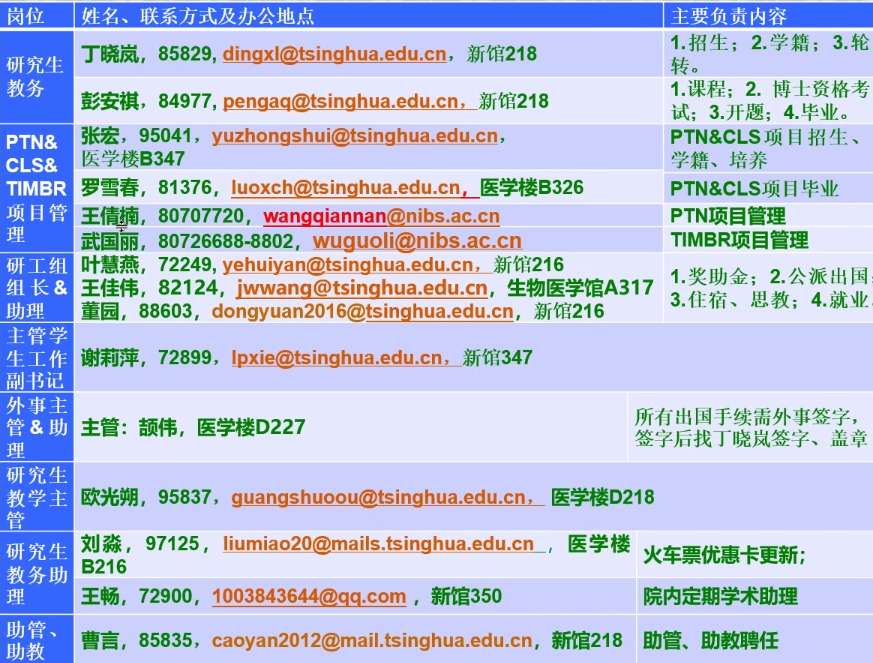 岗位 姓名、联系方式及办公地点 主要负责内容
研究生
教务
丁晓岚，85829, dingxl@tsinghua.edu.cn，新馆218
1.招生；2.学籍；3.轮
转。
彭安祺，84977, pengaq@tsinghua.edu.cn，新馆218
1.课程；2. 博士资格考
试；3.开题；4.毕业。
PTN&
CLS&
TIMBR
项目管
理
张宏，95041，yuzhongshui@tsinghua.edu.cn，
医学楼B347
PTN&CLS项目招生、
学籍、培养
罗雪春，81376，luoxch@tsinghua.edu.cn，医学楼B326
PTN&CLS项目毕业
王倩楠，80707720，wangqiannan@nibs.ac.cn
PTN项目管理
武国丽，80726688-8802，wuguoli@nibs.ac.cn
TIMBR项目管理
研工组
组长&
助理
叶慧燕，72249, yehuiyan@tsinghua.edu.cn，新馆216
王佳伟，82124，jwwang@tsinghua.edu.cn，生物医学馆A317
董园，88603，dongyuan2016@tsinghua.edu.cn，新馆216
1.奖助金；2.公派出国；
3.住宿、思教；4.就业
主管学
生工作
副书记
谢莉萍，72899，lpxie@tsinghua.edu.cn，新馆347
外事主
管&助
理
主管：颉伟，医学楼D227
所有出国手续需外事签字，
签字后找丁晓岚签字、盖章
研究生
教学主
管
欧光朔，95837，guangshuoou@tsinghua.edu.cn， 医学楼D218
研究生
教务助
理
刘淼，97125，liumiao20@mails.tsinghua.edu.cn ，医学楼
B216
火车票优惠卡更新；
王畅，72900，1003843644@qq.com ，新馆350
院内定期学术助理
助管、
助教
曹言，85835，caoyan2012@mail.tsinghua.edu.cn，新馆218
助管、助教聘任